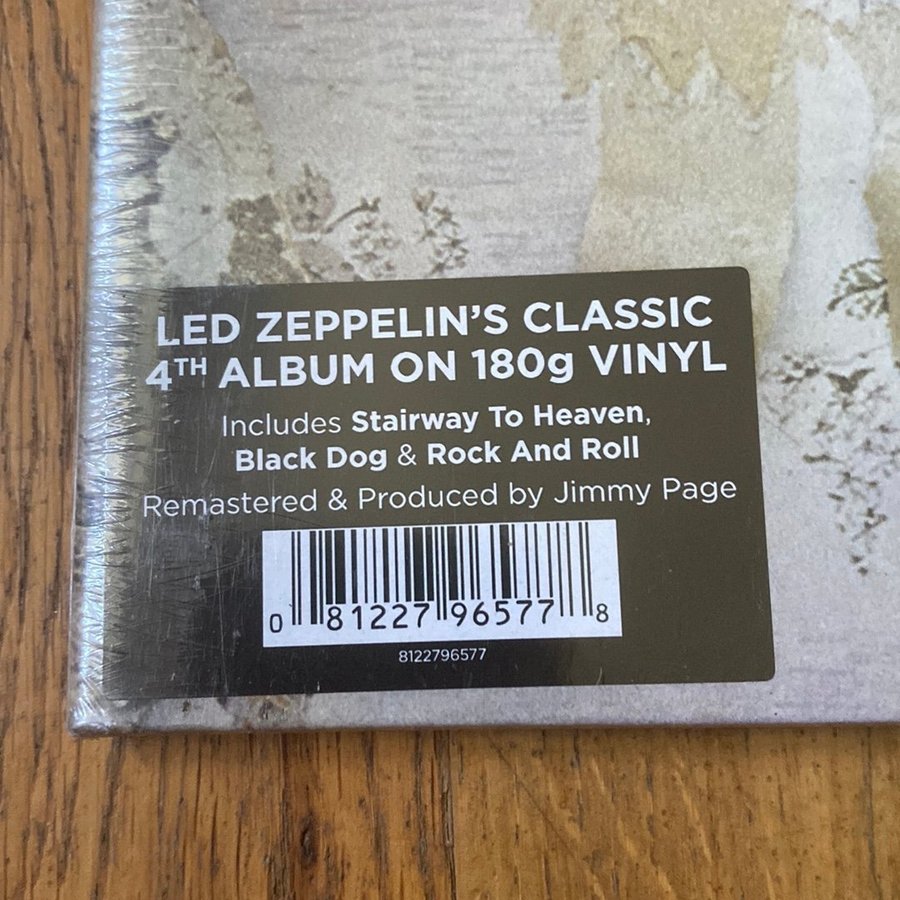 LED ZEPPELIN'S CLASSIC
4TH ALBUM ON 180g VINYL
Includes Stairway To Heaven,
Black Dog & Rock And Roll
Remastered & Produced by Jimmy Page
0 81227 96577 8
8122796577